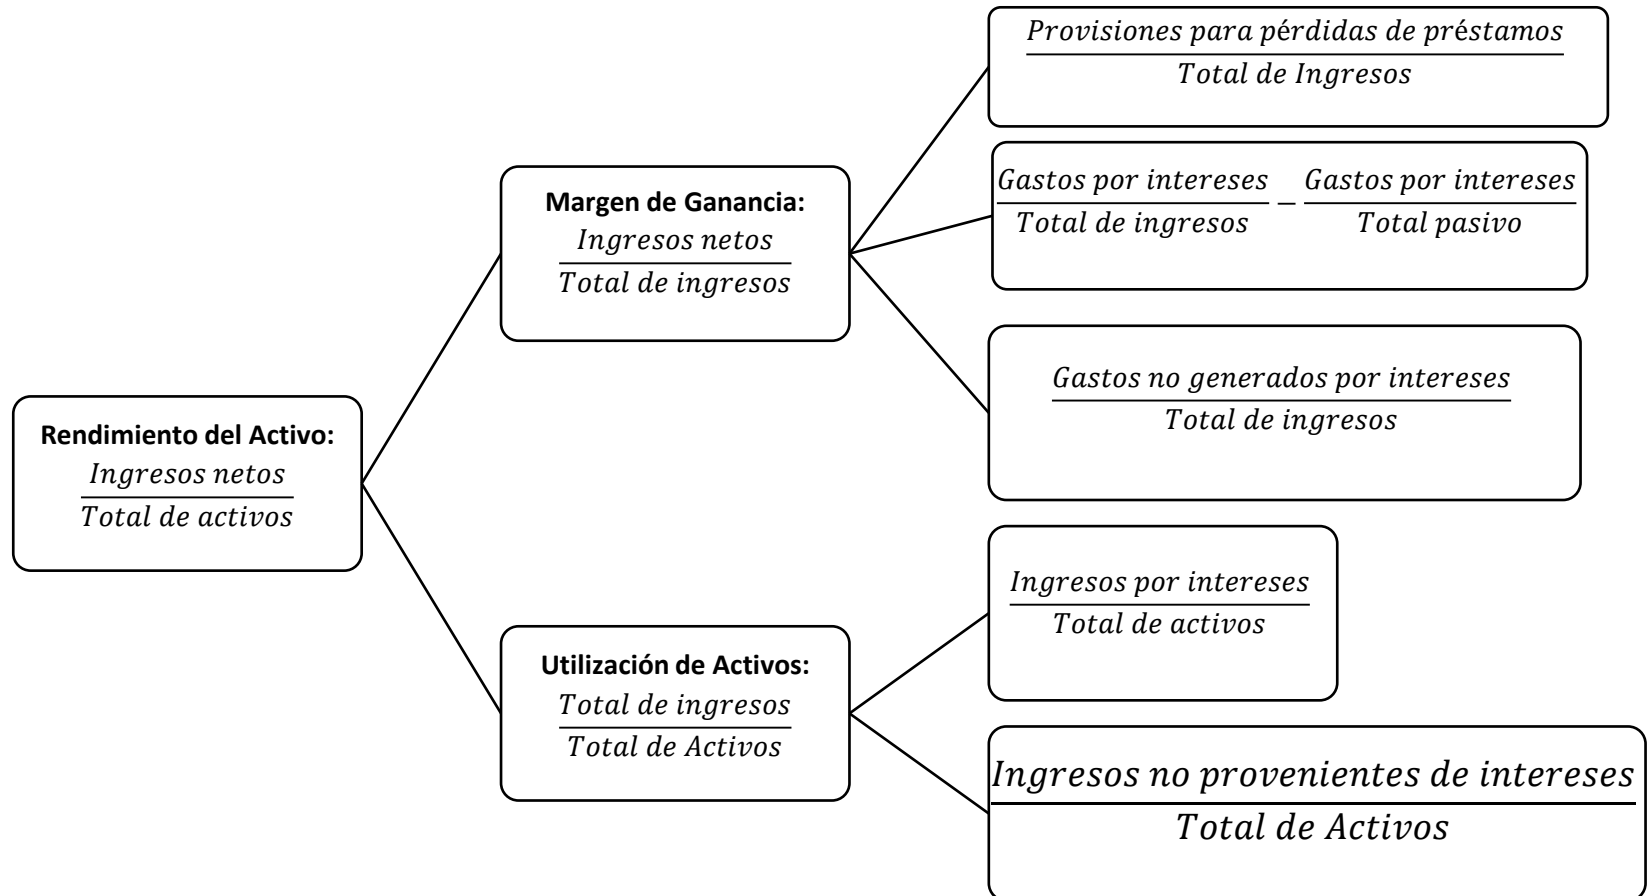 Provisiones para pérdidas de préstamos
Total de Ingresos
Gastos por intereses
Total de ingresos
−
Gastos por intereses
Total pasivo
Margen de Ganancia:
Ingresos netos
Total de ingresos
Gastos no generados por intereses
Total de ingresos
Rendimiento del Activo:
Ingresos netos
Total de activos
Ingresos por intereses
Total de activos
Utilización de Activos:
Total de ingresos
Total de Activos
Ingresos no provenientes de intereses
Total de Activos